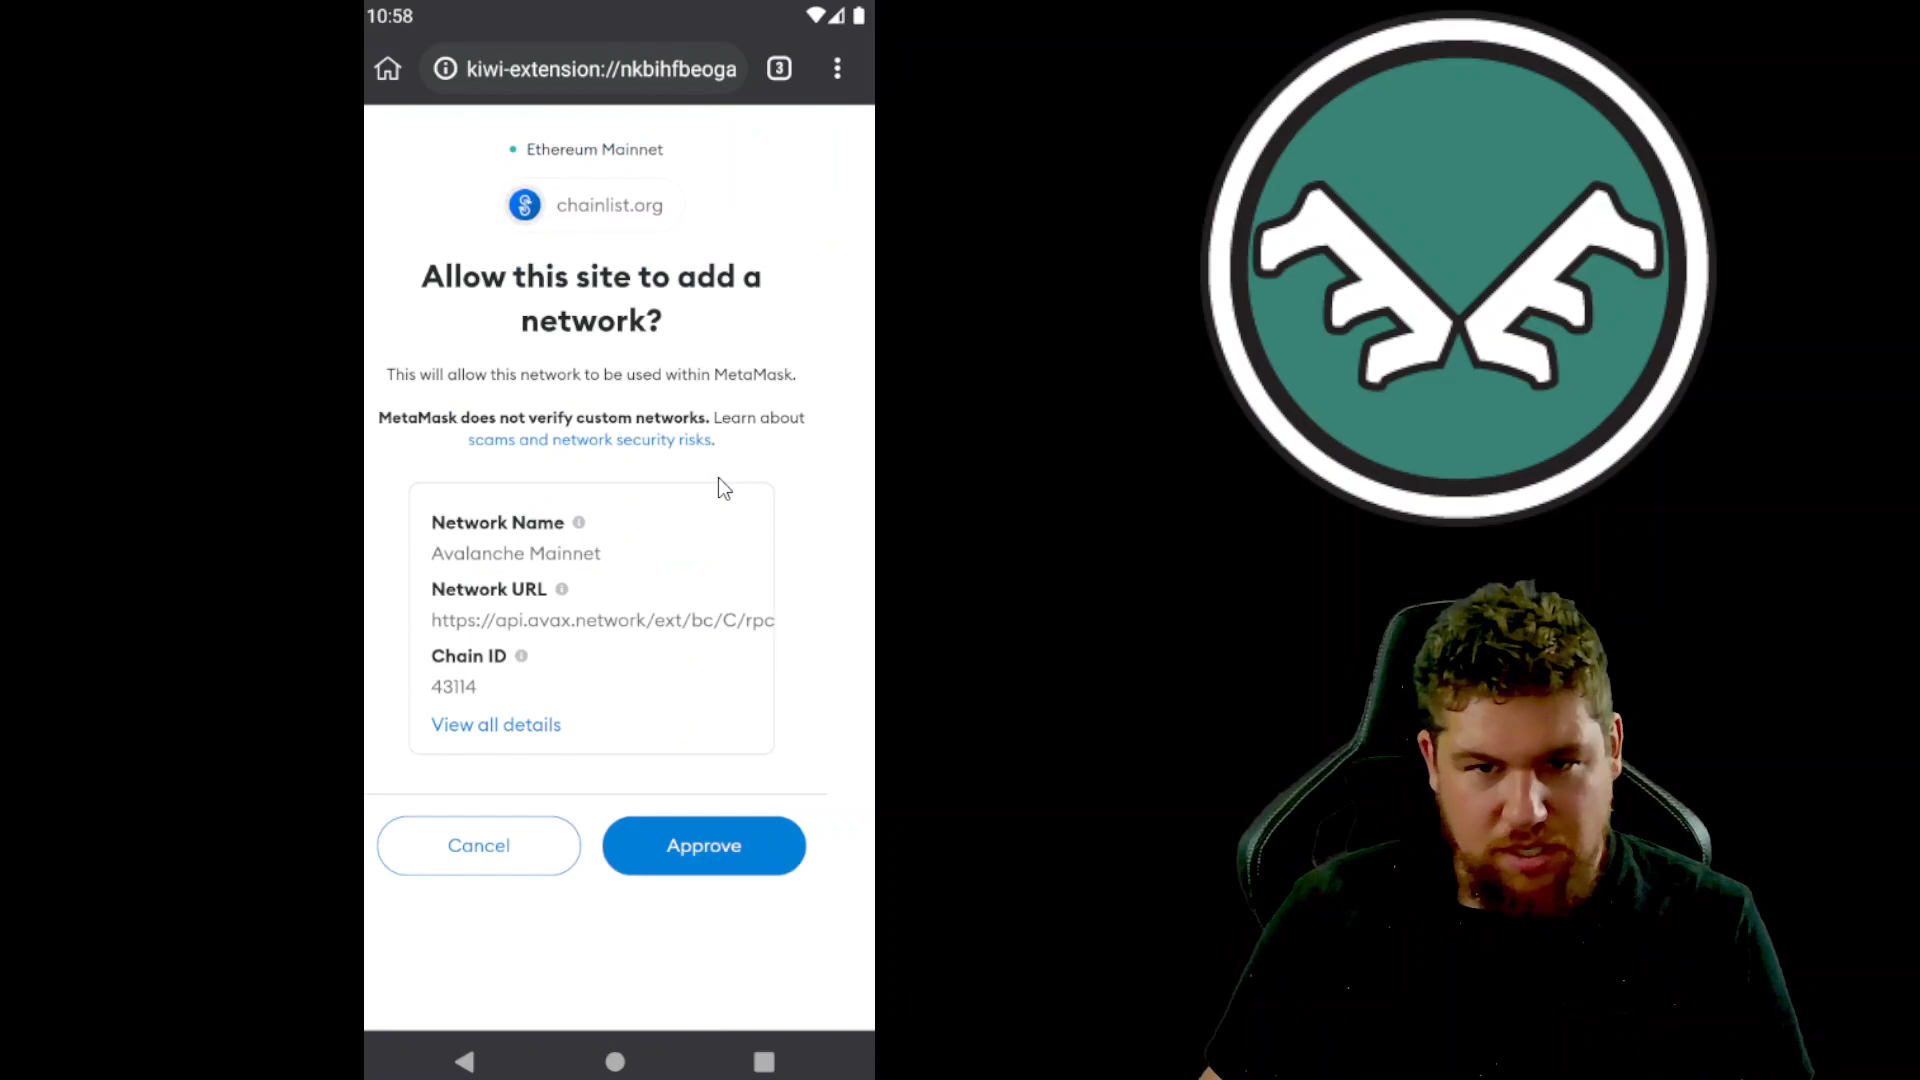 10:58
kiwi-extension://nkbihfbeoga
3
Ethereum Mainnet
chainlist.org
Allow this site to add a
network?
This will allow this network to be used within MetaMask.
MetaMask does not verify custom networks. Learn about
scams and network security risks.
Network Name
Avalanche Mainnet
Network URL
https://api.avax.network/ext/bc/C/rpc
Chain ID
43114
View all details
Cancel
Approve